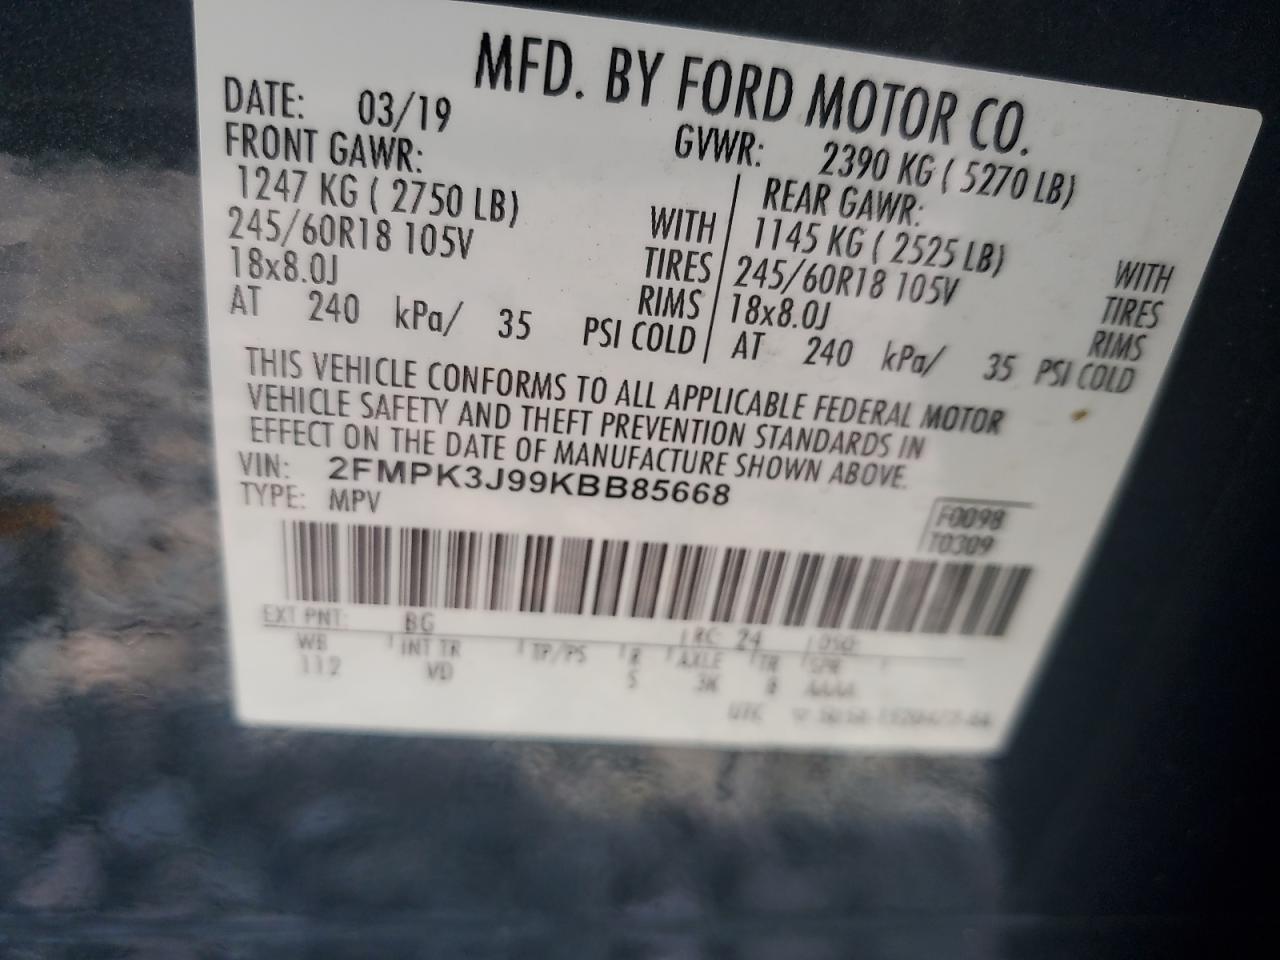 MFD. BY FORD MOTOR CO.
DATE: 03/19
GVWR: 2390 KG ( 5270 LB)
FRONT GAWR:
1247 KG ( 2750 LB) WITH
245/60R18 105V TIRES
18x8.0J RIMS
AT 240 kPa/ 35 PSI COLD
REAR GAWR:
1145 KG ( 2525 LB) WITH
245/60R18 105V TIRES
18x8.0J RIMS
AT 240 kPa/ 35 PSI COLD
THIS VEHICLE CONFORMS TO ALL APPLICABLE FEDERAL MOTOR
VEHICLE SAFETY AND THEFT PREVENTION STANDARDS IN
EFFECT ON THE DATE OF MANUFACTURE SHOWN ABOVE.
VIN: 2FMPK3J99KBB85668
TYPE: MPV
F0098
T0309
EXT PNT: BG RC: 24 DSO:
WB INT TR TP/PS R AXLE TR SPR
112 VD S 3K 8 AAAA
UTC